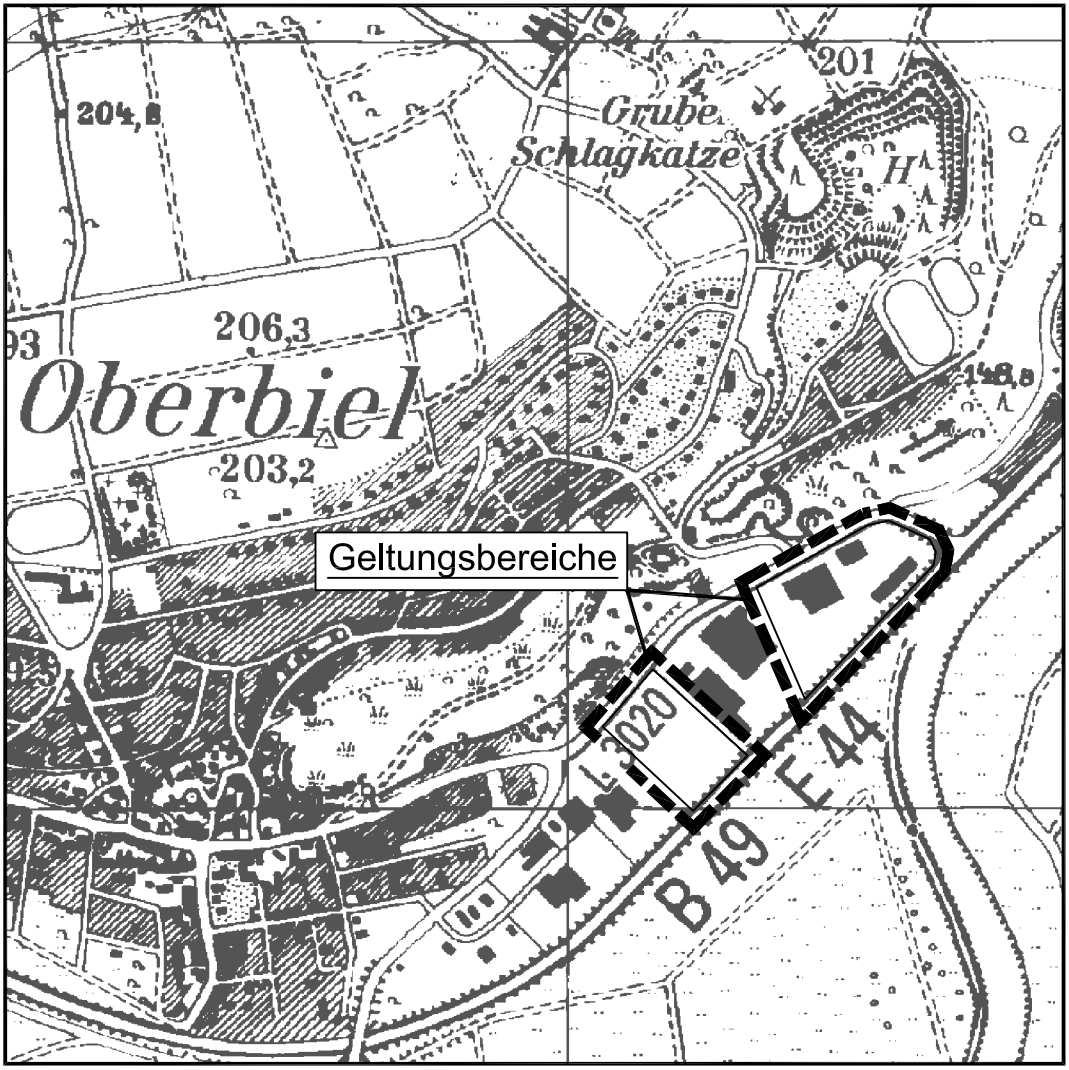 201
204,8
Grube
Schlagkatze
H
206,3
93
148,8
Oberbiel
203,2
Geltungsbereiche
L 3020
E 44
B 49